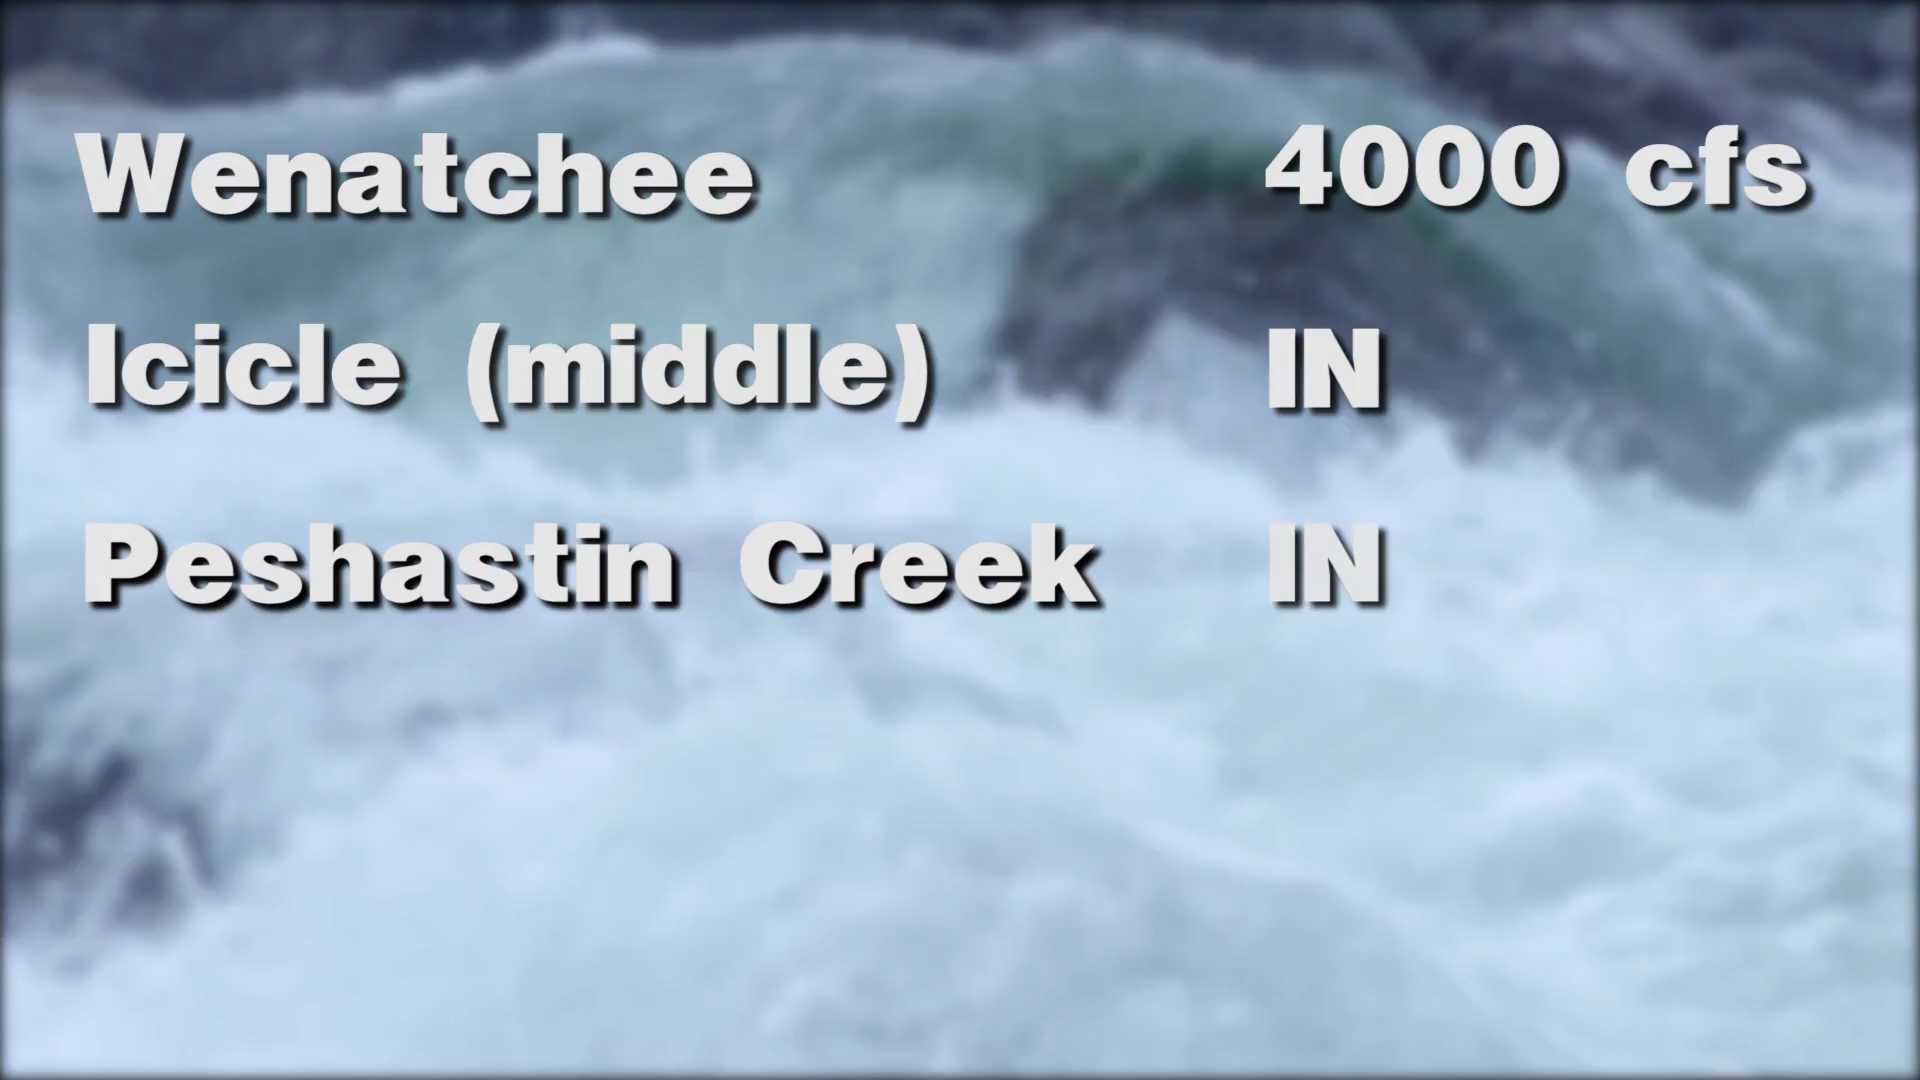 Wenatchee 4000 cfs
Icicle (middle) IN
Peshastin Creek IN